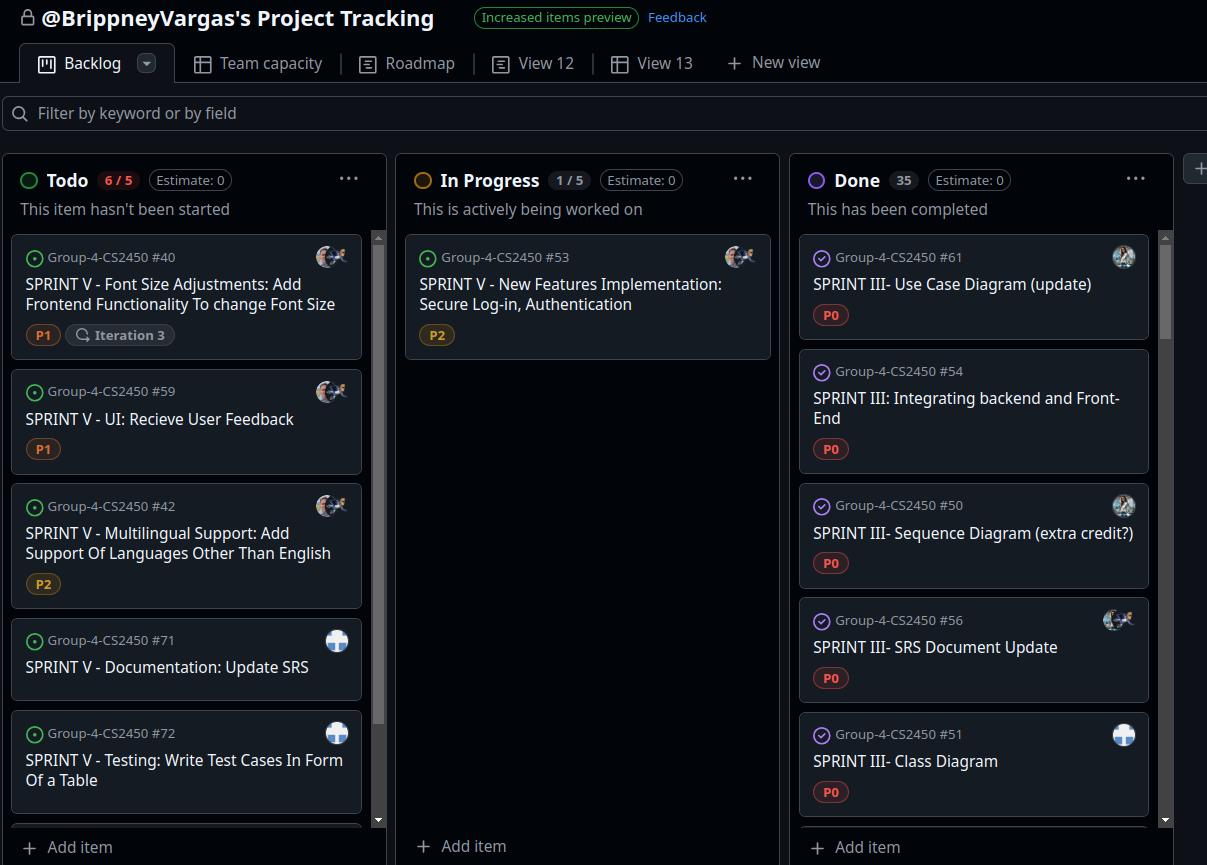 @BrippneyVargas's Project Tracking
Increased items preview
Feedback
Backlog
Team capacity
Roadmap
View 12
View 13
New view
Filter by keyword or by field
Todo 6 / 5 Estimate: 0
This item hasn't been started
Group-4-CS2450 #40
SPRINT V - Font Size Adjustments: Add
Frontend Functionality To change Font Size
P1 Iteration 3
Group-4-CS2450 #59
SPRINT V - UI: Recieve User Feedback
P1
Group-4-CS2450 #42
SPRINT V - Multilingual Support: Add
Support Of Languages Other Than English
P2
Group-4-CS2450 #71
SPRINT V - Documentation: Update SRS
Group-4-CS2450 #72
SPRINT V - Testing: Write Test Cases In Form
Of a Table
+ Add item
In Progress 1 / 5 Estimate: 0
This is actively being worked on
Group-4-CS2450 #53
SPRINT V - New Features Implementation:
Secure Log-in, Authentication
P2
+ Add item
Done 35 Estimate: 0
This has been completed
Group-4-CS2450 #61
SPRINT III- Use Case Diagram (update)
P0
Group-4-CS2450 #54
SPRINT III: Integrating backend and Front-
End
P0
Group-4-CS2450 #50
SPRINT III- Sequence Diagram (extra credit?)
P0
Group-4-CS2450 #56
SPRINT III- SRS Document Update
P0
Group-4-CS2450 #51
SPRINT III- Class Diagram
P0
+ Add item